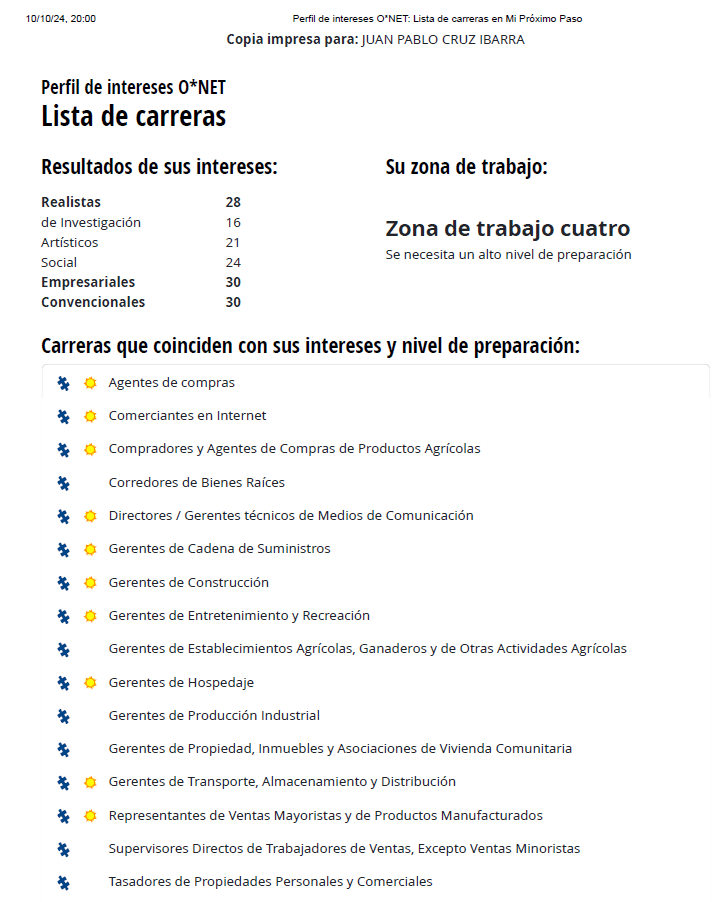 10/10/24, 20:00 Perfil de intereses O*NET: Lista de carreras en Mi Próximo Paso
Copia impresa para: JUAN PABLO CRUZ IBARRA
Perfil de intereses O*NET
Lista de carreras
Resultados de sus intereses:
Realistas 28
de Investigación 16
Artísticos 21
Social 24
Empresariales 30
Convencionales 30
Su zona de trabajo:
Zona de trabajo cuatro
Se necesita un alto nivel de preparación
Carreras que coinciden con sus intereses y nivel de preparación:
Agentes de compras
Comerciantes en Internet
Compradores y Agentes de Compras de Productos Agrícolas
Corredores de Bienes Raíces
Directores / Gerentes técnicos de Medios de Comunicación
Gerentes de Cadena de Suministros
Gerentes de Construcción
Gerentes de Entretenimiento y Recreación
Gerentes de Establecimientos Agrícolas, Ganaderos y de Otras Actividades Agrícolas
Gerentes de Hospedaje
Gerentes de Producción Industrial
Gerentes de Propiedad, Inmuebles y Asociaciones de Vivienda Comunitaria
Gerentes de Transporte, Almacenamiento y Distribución
Representantes de Ventas Mayoristas y de Productos Manufacturados
Supervisores Directos de Trabajadores de Ventas, Excepto Ventas Minoristas
Tasadores de Propiedades Personales y Comerciales